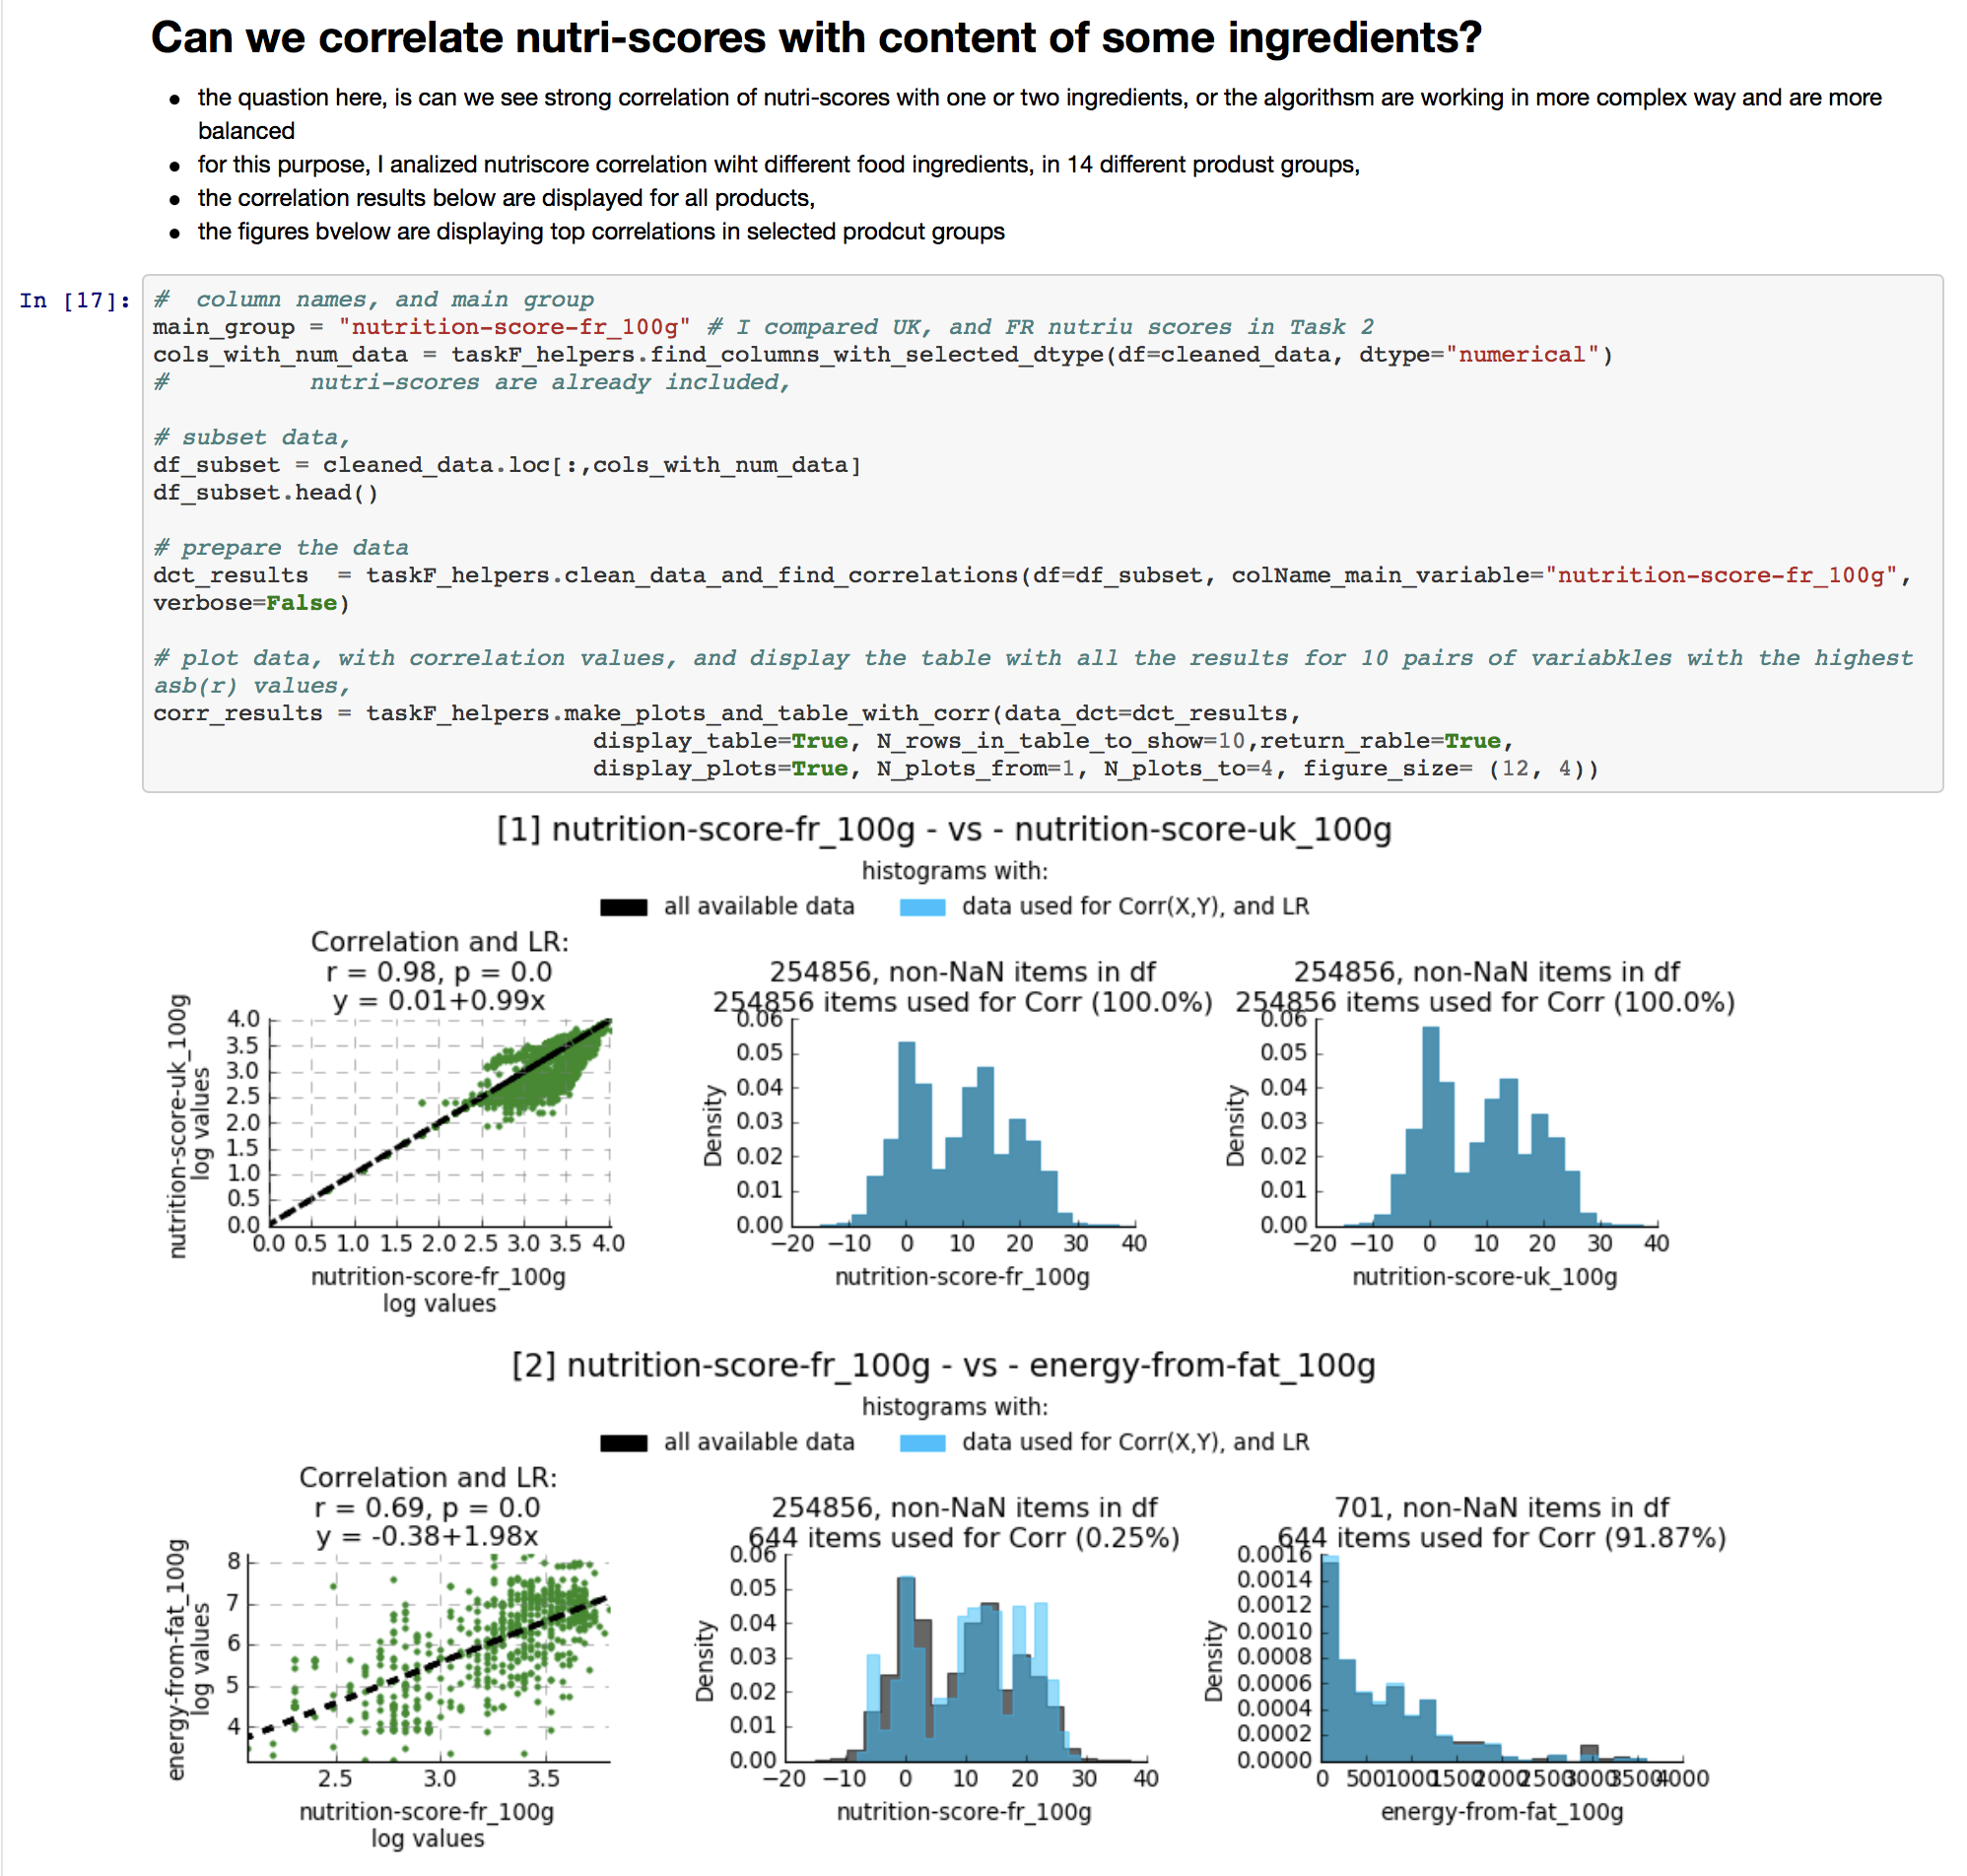 Can we correlate nutri-scores with content of some ingredients?
• the quastion here, is can we see strong correlation of nutri-scores with one or two ingredients, or the algorithsm are working in more complex way and are more
balanced
• for this purpose, I analized nutriscore correlation wiht different food ingredients, in 14 different produst groups,
• the correlation results below are displayed for all products,
• the figures bvelow are displaying top correlations in selected prodcut groups
In [17]:
#  column names, and main group
main_group = "nutrition-score-fr_100g" # I compared UK, and FR nutriu scores in Task 2
cols_with_num_data = taskF_helpers.find_columns_with_selected_dtype(df=cleaned_data, dtype="numerical")
#          nutri-scores are already included,
# subset data,
df_subset = cleaned_data.loc[:,cols_with_num_data]
df_subset.head()
# prepare the data
dct_results  = taskF_helpers.clean_data_and_find_correlations(df=df_subset, colName_main_variable="nutrition-score-fr_100g",
verbose=False)
# plot data, with correlation values, and display the table with all the results for 10 pairs of variabkles with the highest
asb(r) values,
corr_results = taskF_helpers.make_plots_and_table_with_corr(data_dct=dct_results,
display_table=True, N_rows_in_table_to_show=10,return_rable=True,
display_plots=True, N_plots_from=1, N_plots_to=4, figure_size= (12, 4))
[1] nutrition-score-fr_100g - vs - nutrition-score-uk_100g
histograms with:
all available data
data used for Corr(X,Y), and LR
Correlation and LR:
r = 0.98, p = 0.0
y = 0.01+0.99x
nutrition-score-uk_100g
log values
4.0
3.5
3.0
2.5
2.0
1.5
1.0
0.5
0.0
0.0 0.5 1.0 1.5 2.0 2.5 3.0 3.5 4.0
nutrition-score-fr_100g
log values
254856, non-NaN items in df
254856 items used for Corr (100.0%)
Density
0.06
0.05
0.04
0.03
0.02
0.01
0.00
−20 −10 0 10 20 30 40
nutrition-score-fr_100g
254856, non-NaN items in df
254856 items used for Corr (100.0%)
Density
0.06
0.05
0.04
0.03
0.02
0.01
0.00
−20 −10 0 10 20 30 40
nutrition-score-uk_100g
[2] nutrition-score-fr_100g - vs - energy-from-fat_100g
histograms with:
all available data
data used for Corr(X,Y), and LR
Correlation and LR:
r = 0.69, p = 0.0
y = -0.38+1.98x
energy-from-fat_100g
log values
8
7
6
5
4
2.5 3.0 3.5
nutrition-score-fr_100g
log values
254856, non-NaN items in df
644 items used for Corr (0.25%)
Density
0.06
0.05
0.04
0.03
0.02
0.01
0.00
−20 −10 0 10 20 30 40
nutrition-score-fr_100g
701, non-NaN items in df
644 items used for Corr (91.87%)
Density
0.0016
0.0014
0.0012
0.0010
0.0008
0.0006
0.0004
0.0002
0.0000
0 500 1000 1500 2000 2500 3000 3500 4000
energy-from-fat_100g